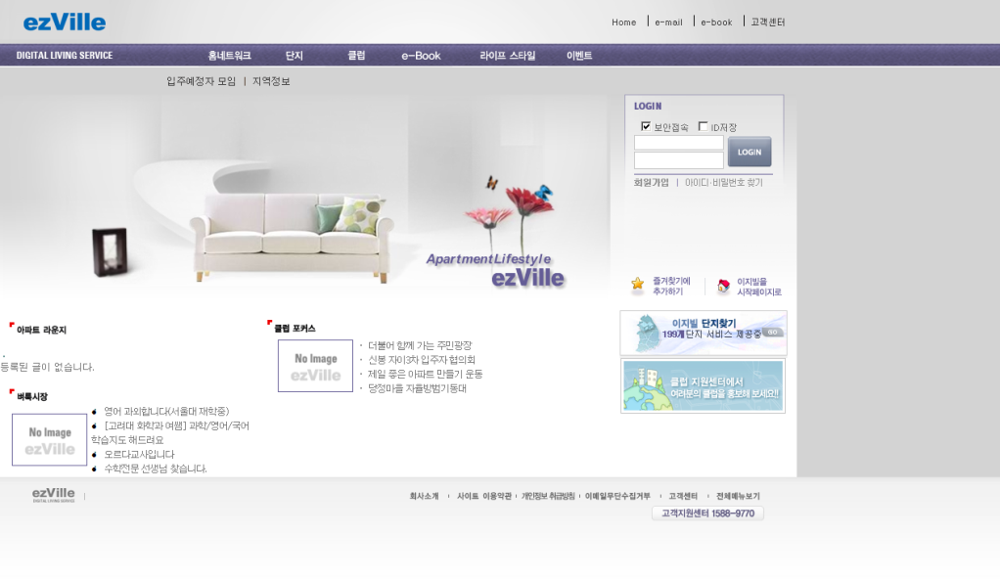 ezVille
Home | e-mail | e-book | 고객센터
DIGITAL LIVING SERVICE 홈네트워크 단지 클럽 e-Book 라이프 스타일 이벤트
입주예정자 모임 | 지역정보
LOGIN
보안접속 ID저장
LOGIN
회원가입 | 아이디·비밀번호 찾기
ApartmentLifestyle
ezVille
즐겨찾기에 추가하기
이지빌을 시작페이지로
이지빌 단지찾기
199개 단지 서비스 제공중 GO
클럽 지원센터에서
여러분의 클럽을 홍보해 보세요!!
아파트 라운지
등록된 글이 없습니다.
클럽 포커스
No Image
ezVille
더불어 함께 가는 주민광장
신봉 자이3차 입주자 협의회
제일 좋은 아파트 만들기 운동
당정마을 자율방범기동대
벼룩시장
No Image
ezVille
영어 과외합니다(서울대 재학중)
[고려대 화학과 여쌤] 과학/영어/국어
학습지도 해드려요
오르다교사입니다
수학전문 선생님 찾습니다.
ezVille
DIGITAL LIVING SERVICE
회사소개 사이트 이용약관 개인정보 취급방침 이메일무단수집거부 고객센터 전체메뉴보기
고객지원센터 1588-9770